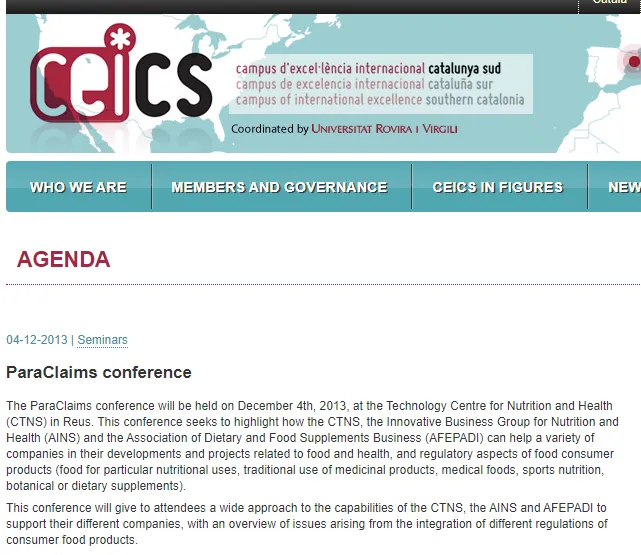 Català
ceics
campus d'excel·lència internacional catalunya sud
campus de excelencia internacional cataluña sur
campus of international excellence southern catalonia
Coordinated by UNIVERSITAT ROVIRA I VIRGILI
WHO WE ARE MEMBERS AND GOVERNANCE CEICS IN FIGURES NEW
AGENDA
04-12-2013 | Seminars
ParaClaims conference
The ParaClaims conference will be held on December 4th, 2013, at the Technology Centre for Nutrition and Health
(CTNS) in Reus. This conference seeks to highlight how the CTNS, the Innovative Business Group for Nutrition and
Health (AINS) and the Association of Dietary and Food Supplements Business (AFEPADI) can help a variety of
companies in their developments and projects related to food and health, and regulatory aspects of food consumer
products (food for particular nutritional uses, traditional use of medicinal products, medical foods, sports nutrition,
botanical or dietary supplements).
This conference will give to attendees a wide approach to the capabilities of the CTNS, the AINS and AFEPADI to
support their different companies, with an overview of issues arising from the integration of different regulations of
consumer food products.